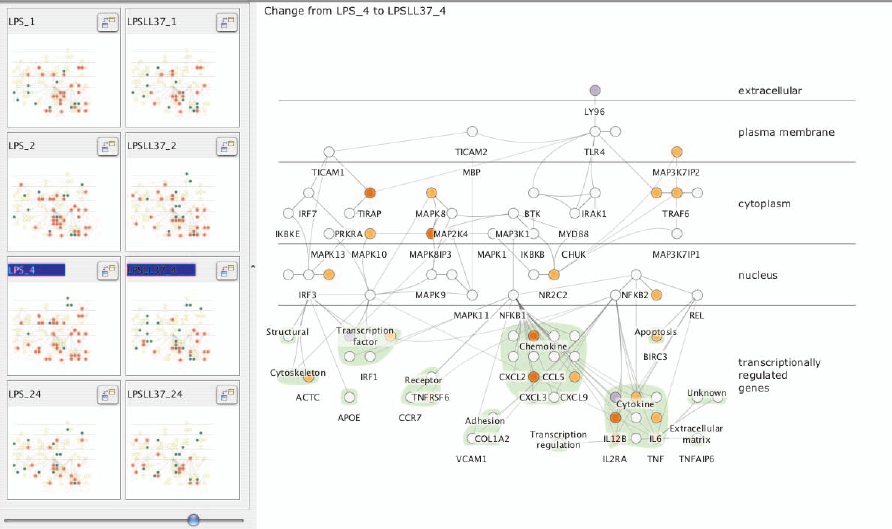 Change from LPS_4 to LPSLL37_4
LPS_1
LPSLL37_1
LPS_2
LPSLL37_2
LPS_4
LPSLL37_4
LPS_24
LPSLL37_24
extracellular
LY96
plasma membrane
TICAM2
TLR4
TICAM1
MBP
MAP3K7IP2
cytoplasm
IRF7
TIRAP
MAPK8
BTK
IRAK1
TRAF6
IKBKE
PRKRA
MAP2K4
MAP3K1
MYD88
MAPK13
MAPK10
MAPK8IP3
MAPK1
IKBKB
CHUK
MAP3K7IP1
nucleus
IRF3
MAPK9
NR2C2
NFKB2
MAPK11
NFKB1
REL
Structural
Transcription
factor
Chemokine
Apoptosis
BIRC3
transcriptionally
regulated
genes
Cytoskeleton
IRF1
Receptor
CXCL2
CCL5
ACTC
TNFRSF6
CXCL3
CXCL9
Unknown
Cytokine
APOE
CCR7
Adhesion
COL1A2
Transcription
regulation
IL12B
IL6
Extracellular
matrix
VCAM1
IL2RA
TNF
TNFAIP6